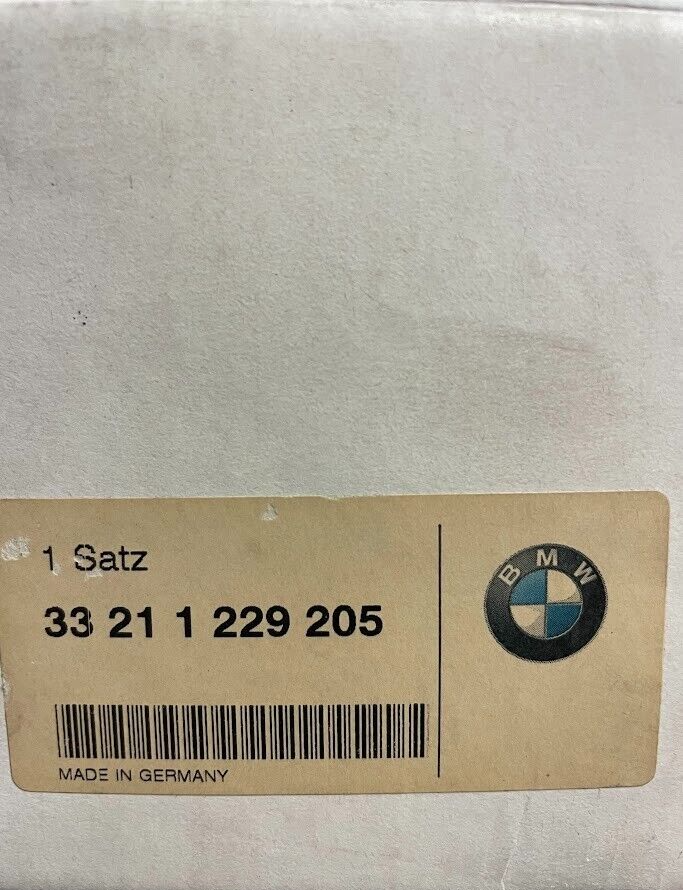 1 Satz
33 21 1 229 205
MADE IN GERMANY
BMW